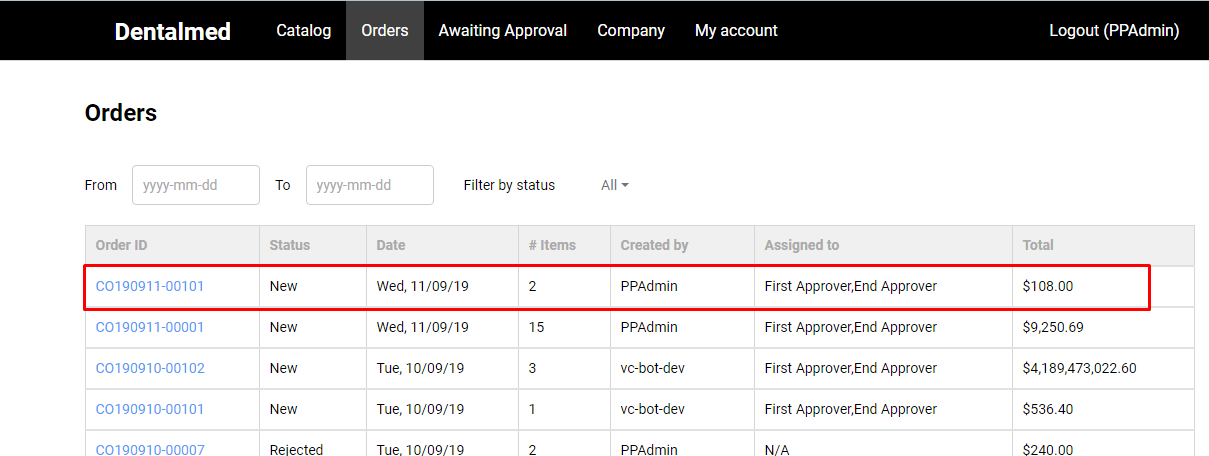 Dentalmed Catalog Orders Awaiting Approval Company My account Logout (PPAdmin)
Orders
From yyyy-mm-dd To yyyy-mm-dd Filter by status All
Order ID Status Date # Items Created by Assigned to Total
CO190911-00101 New Wed, 11/09/19 2 PPAdmin First Approver,End Approver $108.00
CO190911-00001 New Wed, 11/09/19 15 PPAdmin First Approver,End Approver $9,250.69
CO190910-00102 New Tue, 10/09/19 3 vc-bot-dev First Approver,End Approver $4,189,473,022.60
CO190910-00101 New Tue, 10/09/19 1 vc-bot-dev First Approver,End Approver $536.40
CO190910-00007 Rejected Tue, 10/09/19 2 PPAdmin N/A $240.00